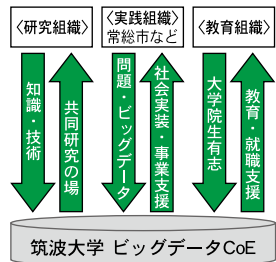 〈研究組織〉
〈実践組織〉
常総市など
〈教育組織〉
知識・技術
共同研究の場
問題・ビッグデータ
社会実装・事業支援
大学院生有志
教育・就職支援
筑波大学 ビッグデータCoE